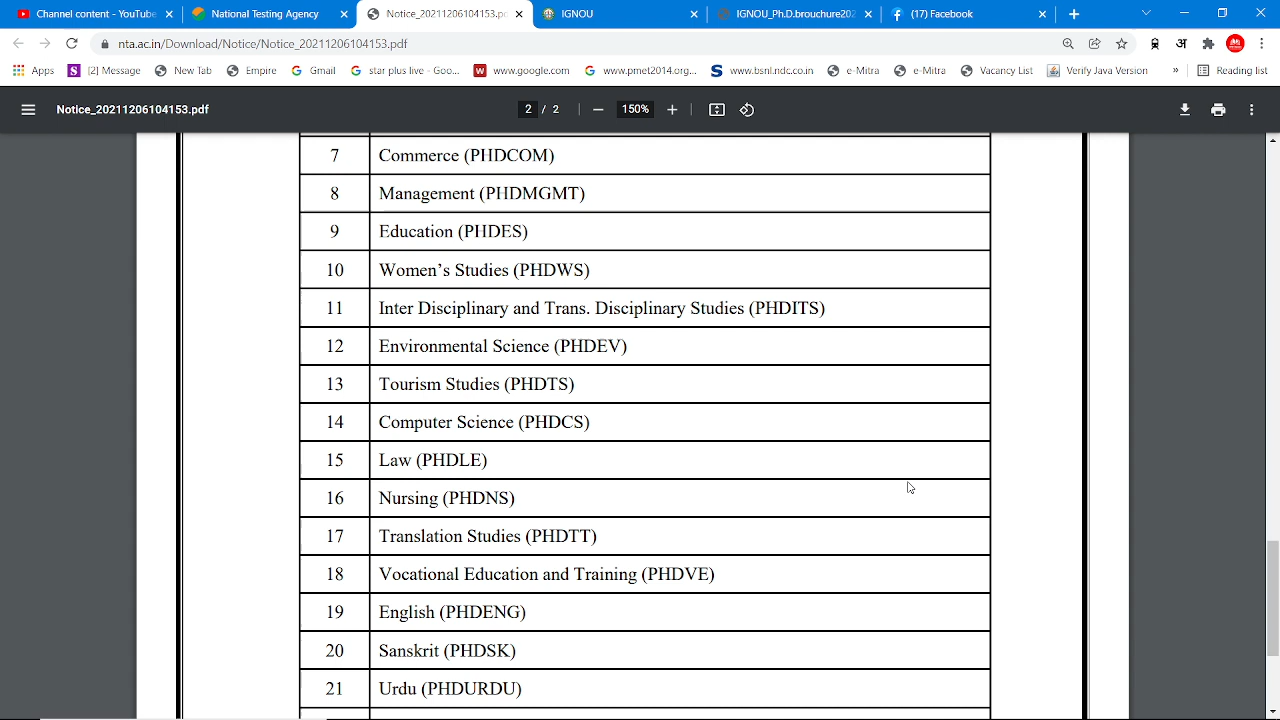 Channel content - YouTube
National Testing Agency
Notice_20211206104153.p
IGNOU
IGNOU_Ph.D.brouchure202
(17) Facebook
nta.ac.in/Download/Notice/Notice_20211206104153.pdf
अ
Apps
[2] Message
New Tab
Empire
Gmail
star plus live - Goo...
www.google.com
www.pmet2014.org...
www.bsnl.ndc.co.in
e-Mitra
e-Mitra
Vacancy List
Verify Java Version
»
Reading list
Notice_20211206104153.pdf
2 / 2
150%
7 Commerce (PHDCOM)
8 Management (PHDMGMT)
9 Education (PHDES)
10 Women’s Studies (PHDWS)
11 Inter Disciplinary and Trans. Disciplinary Studies (PHDITS)
12 Environmental Science (PHDEV)
13 Tourism Studies (PHDTS)
14 Computer Science (PHDCS)
15 Law (PHDLE)
16 Nursing (PHDNS)
17 Translation Studies (PHDTT)
18 Vocational Education and Training (PHDVE)
19 English (PHDENG)
20 Sanskrit (PHDSK)
21 Urdu (PHDURDU)